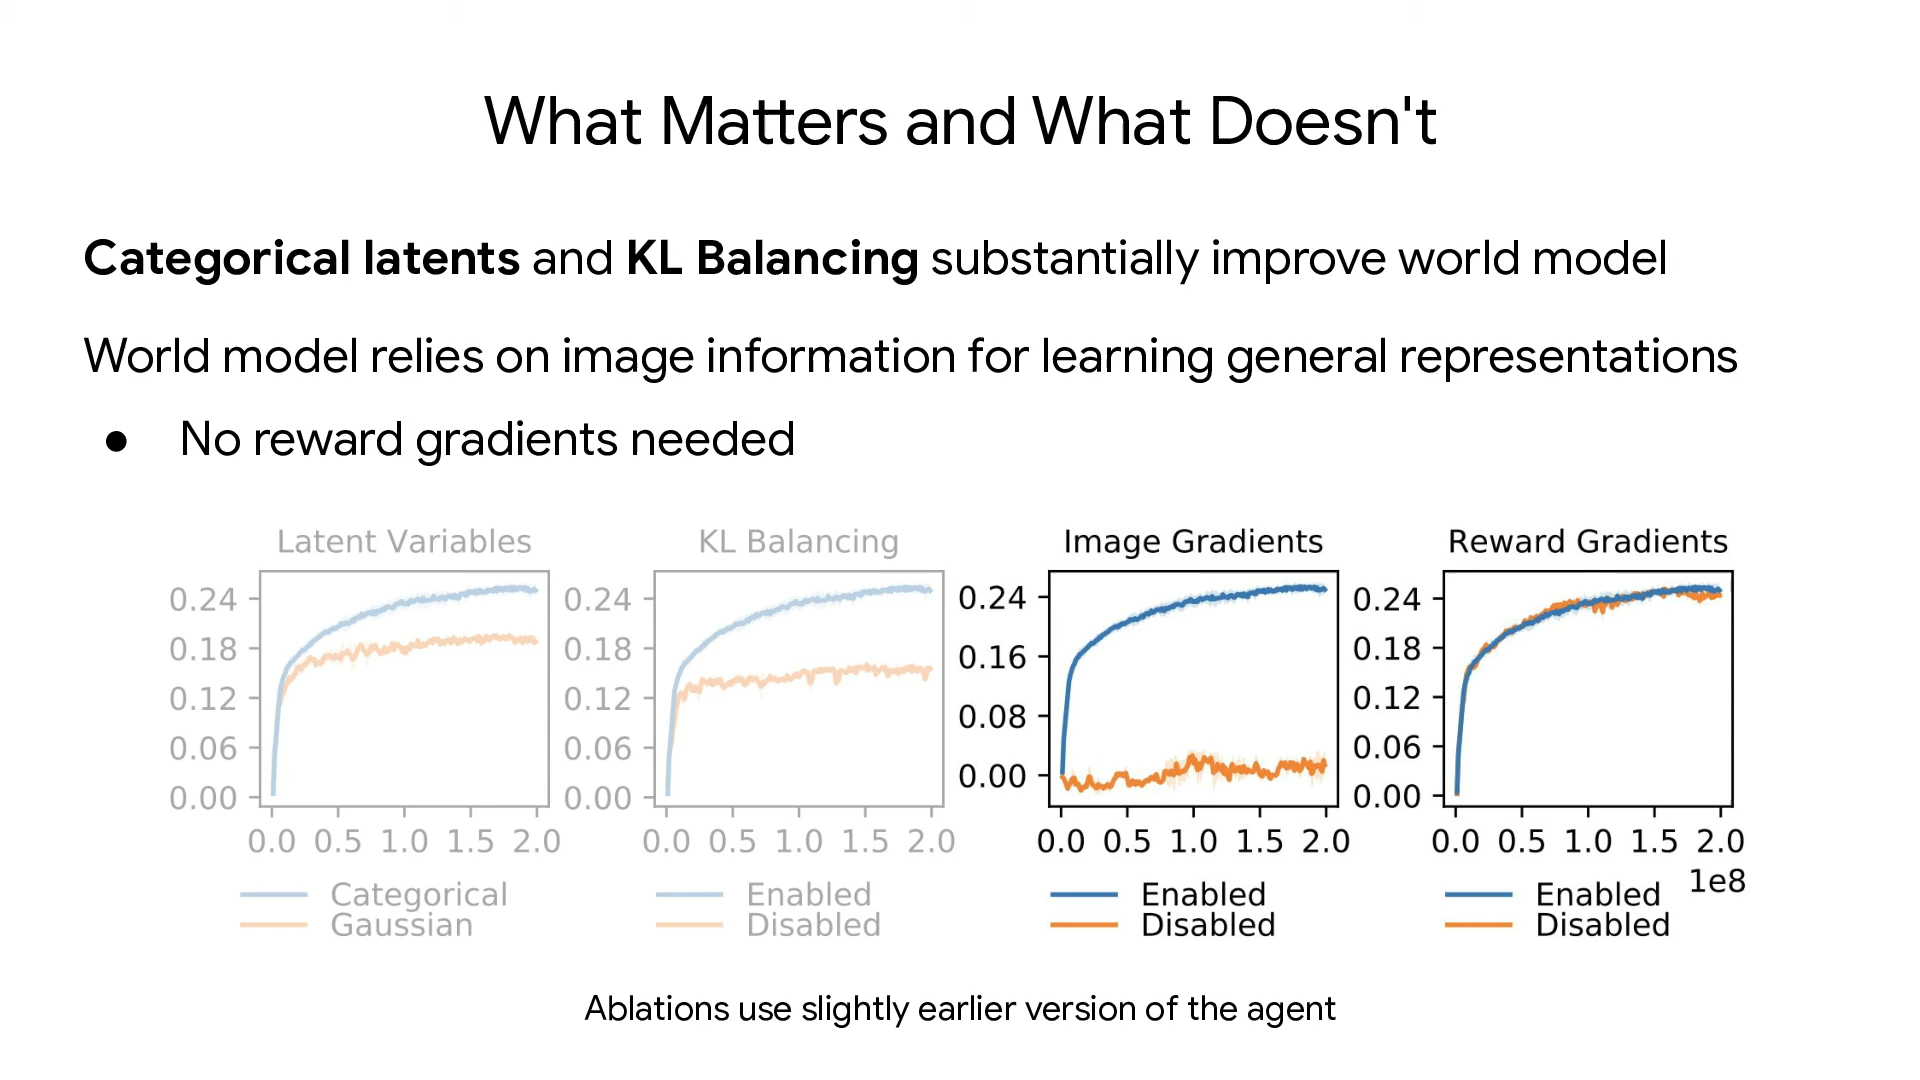 What Matters and What Doesn't
Categorical latents and KL Balancing substantially improve world model
World model relies on image information for learning general representations
● No reward gradients needed
Latent Variables
0.24
0.18
0.12
0.06
0.00
0.0 0.5 1.0 1.5 2.0
Categorical
Gaussian
KL Balancing
0.24
0.18
0.12
0.06
0.00
0.0 0.5 1.0 1.5 2.0
Enabled
Disabled
Image Gradients
0.24
0.16
0.08
0.00
0.0 0.5 1.0 1.5 2.0
Enabled
Disabled
Reward Gradients
0.24
0.18
0.12
0.06
0.00
0.0 0.5 1.0 1.5 2.0
1e8
Enabled
Disabled
Ablations use slightly earlier version of the agent